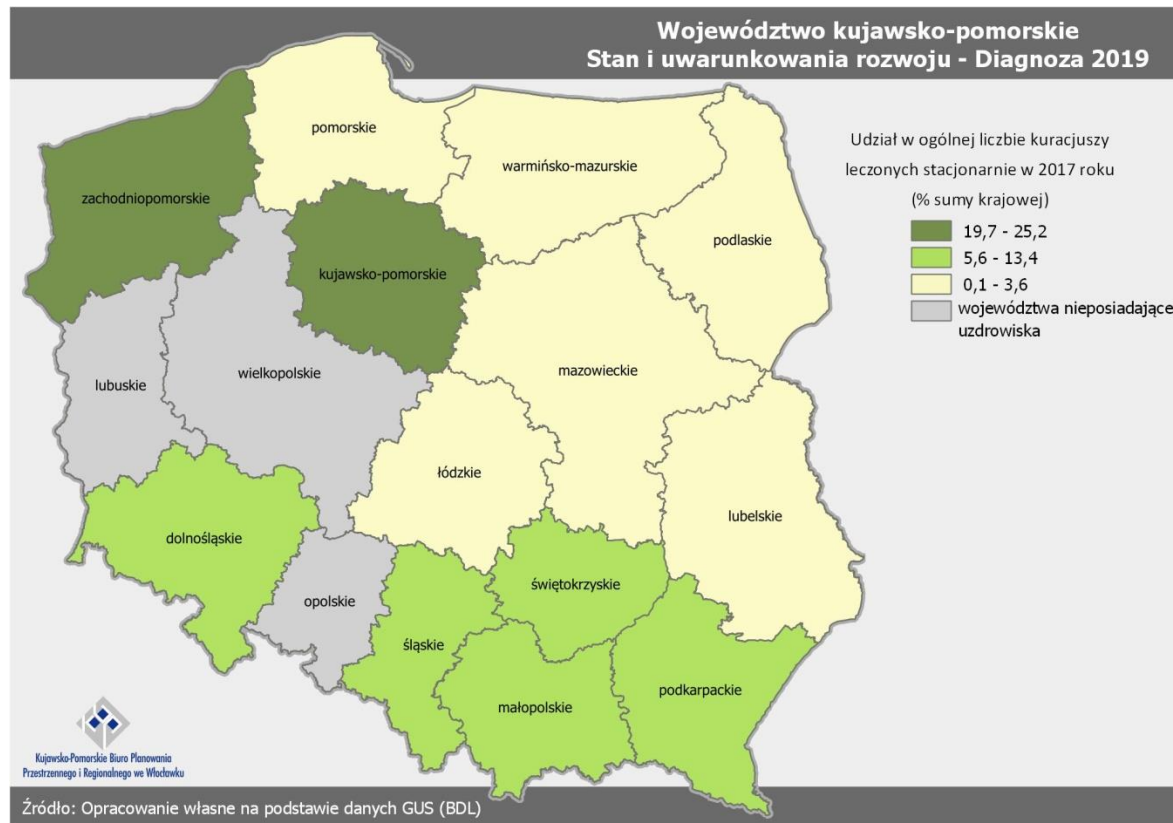 Województwo kujawsko-pomorskie
Stan i uwarunkowania rozwoju - Diagnoza 2019
Udział w ogólnej liczbie kuracjuszy
leczonych stacjonarnie w 2017 roku
(% sumy krajowej)
19,7 - 25,2
5,6 - 13,4
0,1 - 3,6
województwa nieposiadające
uzdrowiska
pomorskie
warmińsko-mazurskie
zachodniopomorskie
podlaskie
kujawsko-pomorskie
lubuskie
wielkopolskie
mazowieckie
łódzkie
lubelskie
dolnośląskie
opolskie
świętokrzyskie
śląskie
małopolskie
podkarpackie
Kujawsko-Pomorskie Biuro Planowania
Przestrzennego i Regionalnego we Włocławku
Źródło: Opracowanie własne na podstawie danych GUS (BDL)